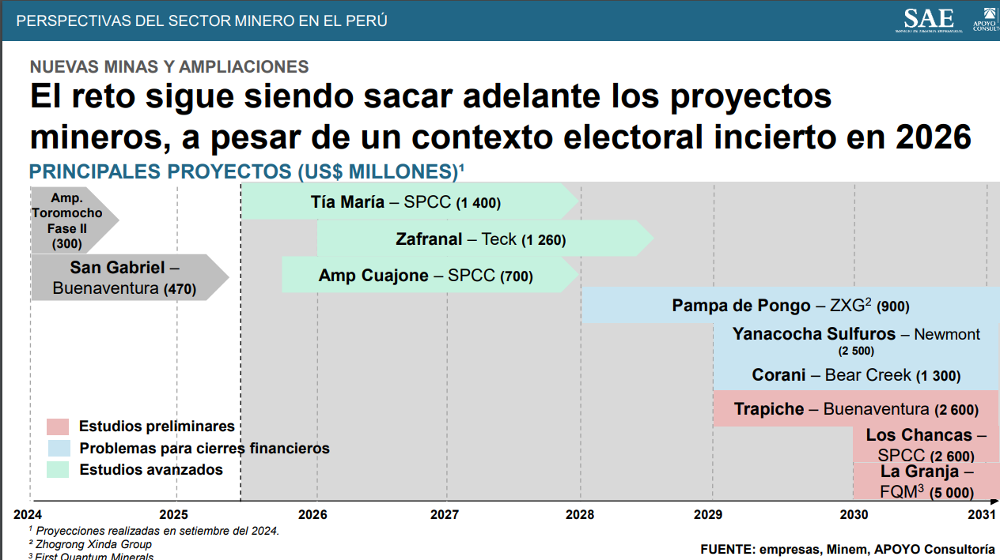 PERSPECTIVAS DEL SECTOR MINERO EN EL PERÚ
SAE
APOYO
NUEVAS MINAS Y AMPLIACIONES
El reto sigue siendo sacar adelante los proyectos
mineros, a pesar de un contexto electoral incierto en 2026
PRINCIPALES PROYECTOS (US$ MILLONES)¹
Amp.
Toromocho
Fase II
(300)
San Gabriel –
Buenaventura (470)
Tía María – SPCC (1 400)
Zafranal – Teck (1 260)
Amp Cuajone – SPCC (700)
Pampa de Pongo – ZXG² (900)
Yanacocha Sulfuros – Newmont
(2 500)
Corani – Bear Creek (1 300)
Trapiche – Buenaventura (2 600)
Los Chancas –
SPCC (2 600)
La Granja –
FQM³ (5 000)
Estudios preliminares
Problemas para cierres financieros
Estudios avanzados
2024 2025 2026 2027 2028 2029 2030 2031
¹ Proyecciones realizadas en setiembre del 2024.
² Zhogrong Xinda Group
³ First Quantum Minerals
FUENTE: empresas, Minem, APOYO Consultoría